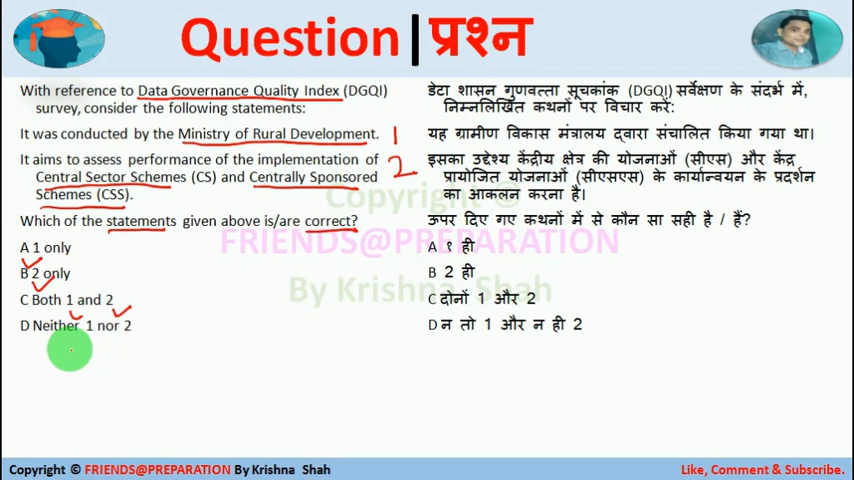 Question|प्रश्न
With reference to Data Governance Quality Index (DGQI)
survey, consider the following statements:
It was conducted by the Ministry of Rural Development. 1
It aims to assess performance of the implementation of 2
Central Sector Schemes (CS) and Centrally Sponsored
Schemes (CSS).
Which of the statements given above is/are correct?
A 1 only
B 2 only
C Both 1 and 2
D Neither 1 nor 2
डेटा शासन गुणवत्ता सूचकांक (DGQI) सर्वेक्षण के संदर्भ में,
निम्नलिखित कथनों पर विचार करें:
यह ग्रामीण विकास मंत्रालय द्वारा संचालित किया गया था।
इसका उद्देश्य केंद्रीय क्षेत्र की योजनाओं (सीएस) और केंद्र
प्रायोजित योजनाओं (सीएसएस) के कार्यान्वयन के प्रदर्शन
का आकलन करना है।
ऊपर दिए गए कथनों में से कौन सा सही है / हैं?
A १ ही
B 2 ही
C दोनों 1 और 2
D न तो 1 और न ही 2
Copyright ©
FRIENDS@PREPARATION
By Krishna Shah
Copyright © FRIENDS@PREPARATION By Krishna Shah
Like, Comment & Subscribe.